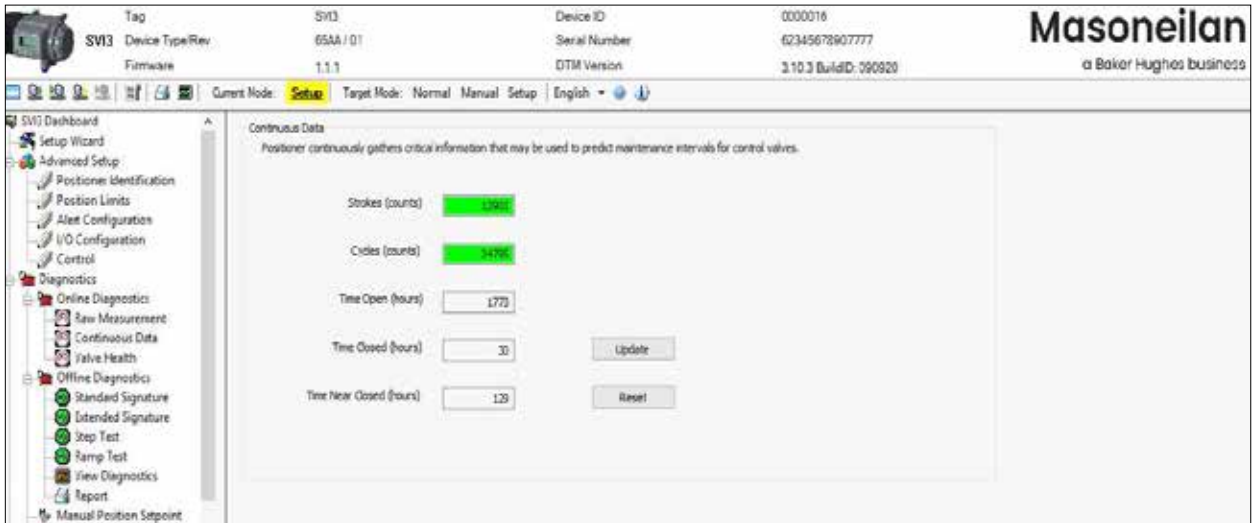 Tag SVI3 Device ID 0000016
SVI3 Device Type/Rev 65AA / 01 Serial Number 62345678907777
Firmware 1.1.1 DTM Version 3.10.3 BuildID: 090920
Masoneilan
a Baker Hughes business
Current Mode: Setup Target Mode: Normal Manual Setup English
SVI3 Dashboard
Setup Wizard
Advanced Setup
Positioner Identification
Position Limits
Alert Configuration
I/O Configuration
Control
Diagnostics
Online Diagnostics
Raw Measurement
Continuous Data
Valve Health
Offline Diagnostics
Standard Signature
Extended Signature
Step Test
Ramp Test
View Diagnostics
Report
Manual Position Setpoint
Continuous Data
Positioner continuously gathers critical information that may be used to predict maintenance intervals for control valves.
Strokes (counts)
Cycles (counts)
Time Open (hours) 1773
Time Closed (hours) 30 Update
Time Near Closed (hours) 129 Reset